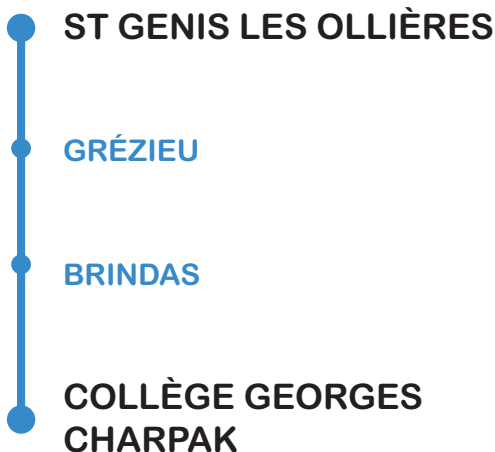 ST GENIS LES OLLIÈRES
GRÉZIEU
BRINDAS
COLLÈGE GEORGES
CHARPAK